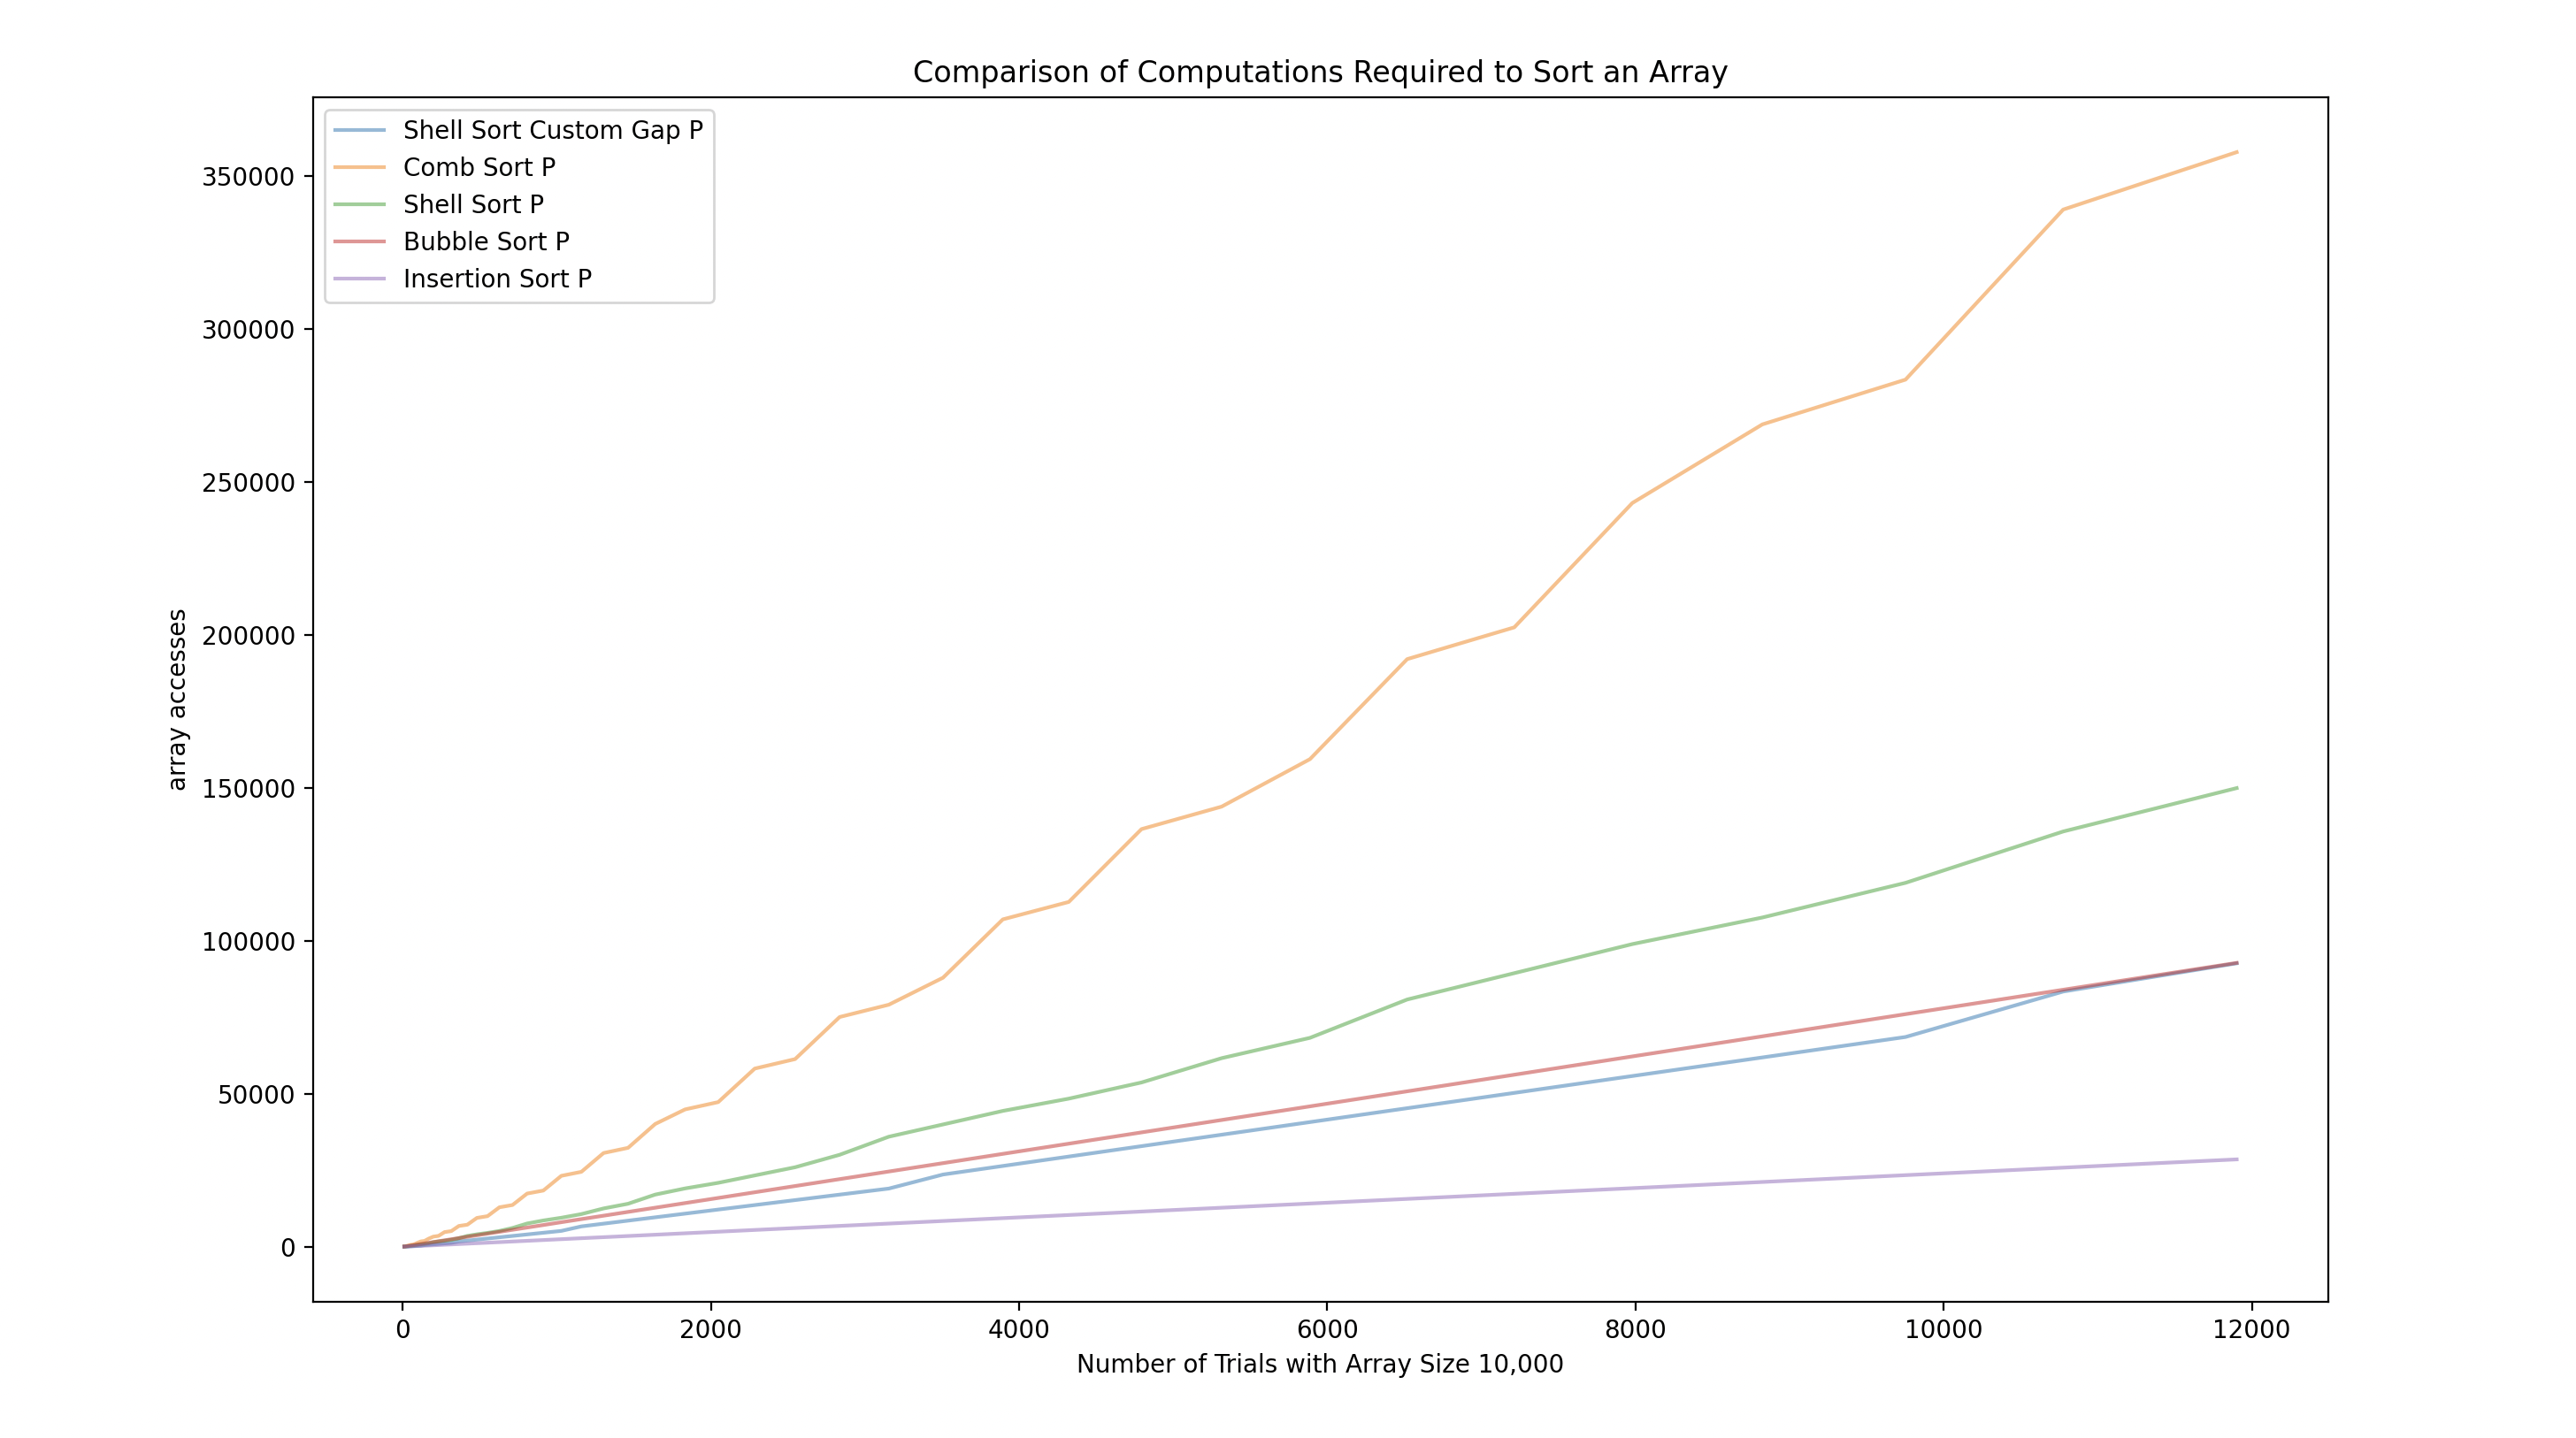 Comparison of Computations Required to Sort an Array
Shell Sort Custom Gap P
Comb Sort P
Shell Sort P
Bubble Sort P
Insertion Sort P
350000
300000
250000
200000
150000
100000
50000
0
array accesses
0 2000 4000 6000 8000 10000 12000
Number of Trials with Array Size 10,000